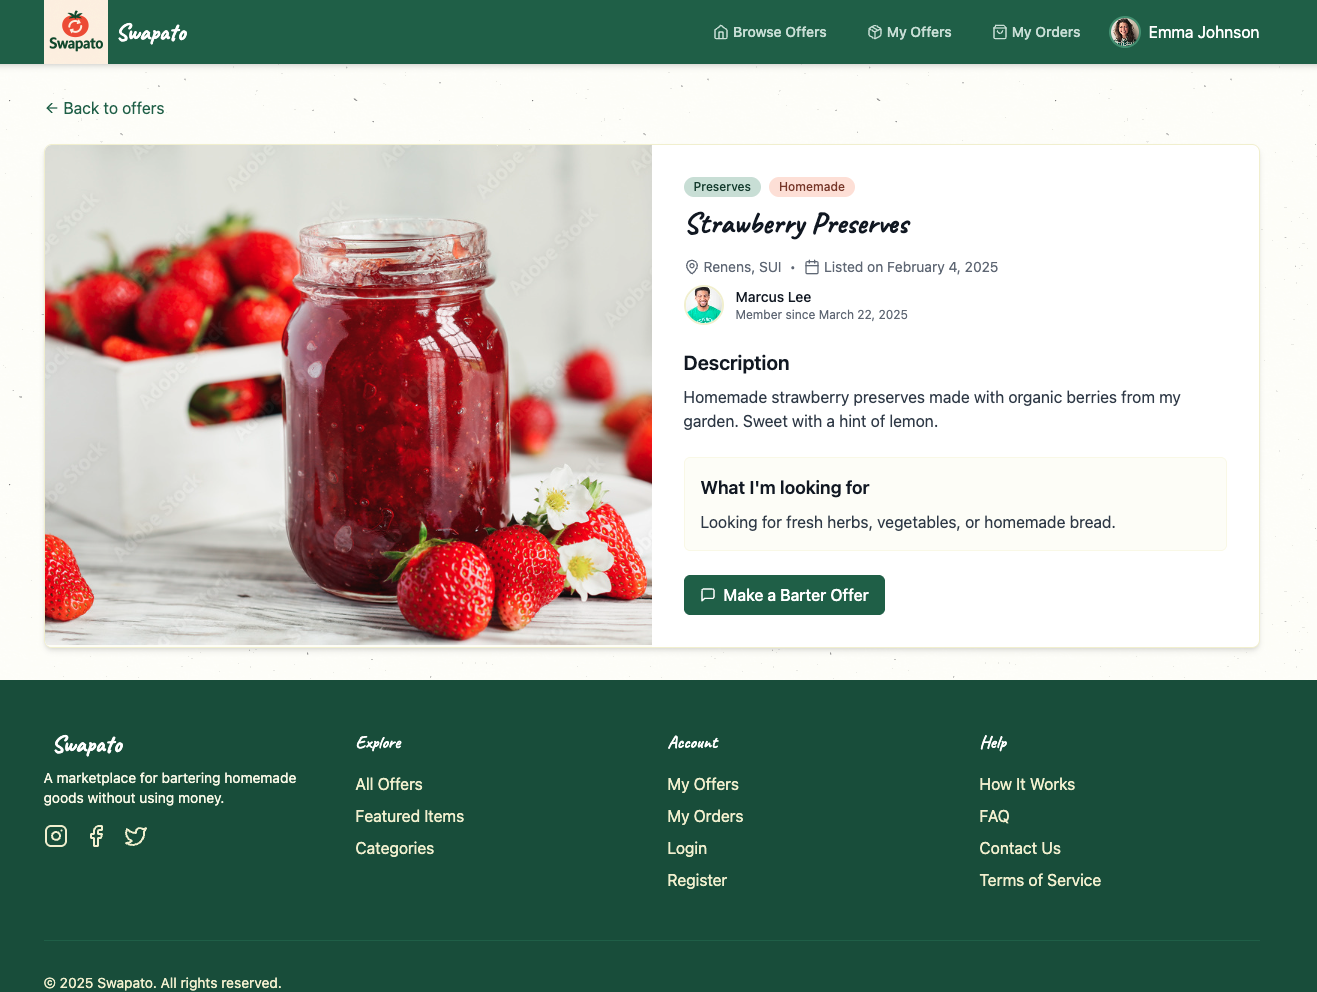 Swapato
Swapato
Browse Offers
My Offers
My Orders
Emma Johnson
Back to offers
Adobe Stock
Preserves
Homemade
Strawberry Preserves
Renens, SUI • Listed on February 4, 2025
Marcus Lee
Member since March 22, 2025
Description
Homemade strawberry preserves made with organic berries from my
garden. Sweet with a hint of lemon.
What I'm looking for
Looking for fresh herbs, vegetables, or homemade bread.
Make a Barter Offer
Swapato
A marketplace for bartering homemade
goods without using money.
Explore
All Offers
Featured Items
Categories
Account
My Offers
My Orders
Login
Register
Help
How It Works
FAQ
Contact Us
Terms of Service
© 2025 Swapato. All rights reserved.